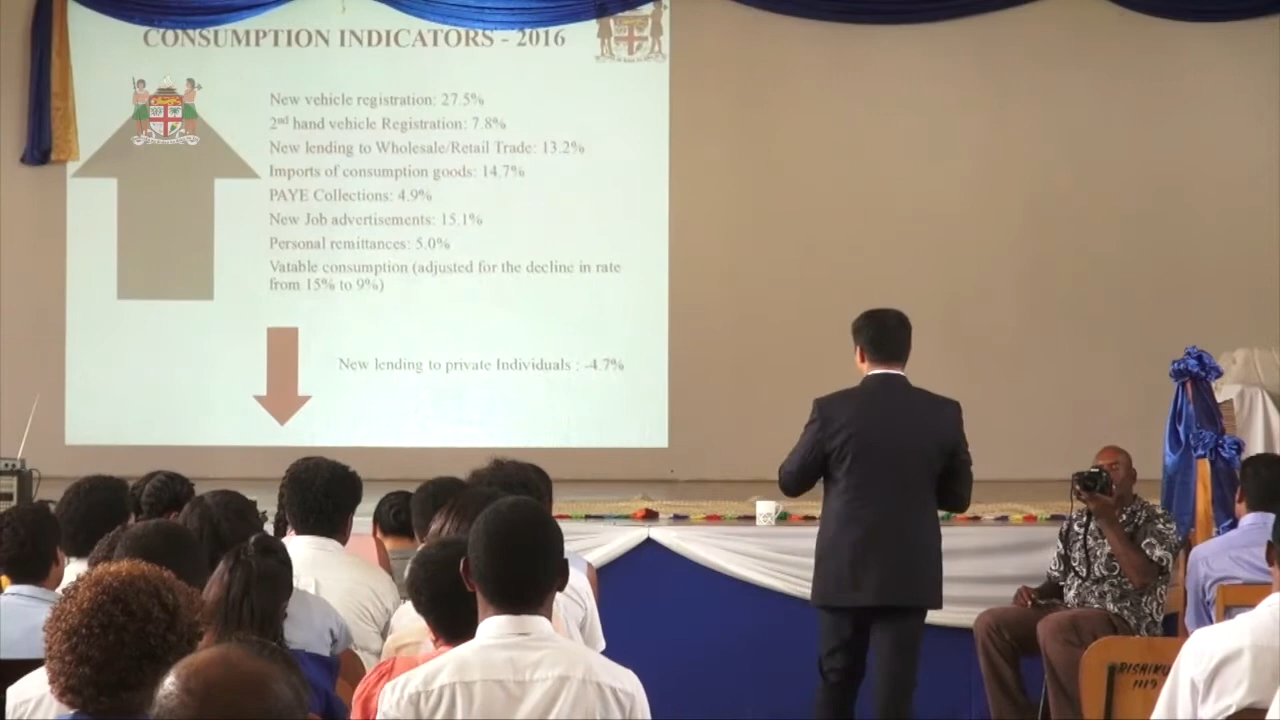 CONSUMPTION INDICATORS - 2016
New vehicle registration: 27.5%
2nd hand vehicle Registration: 7.8%
New lending to Wholesale/Retail Trade: 13.2%
Imports of consumption goods: 14.7%
PAYE Collections: 4.9%
New Job advertisements: 15.1%
Personal remittances: 5.0%
Vatable consumption (adjusted for the decline in rate
from 15% to 9%)
New lending to private Individuals : -4.7%
RISHIKU
1119